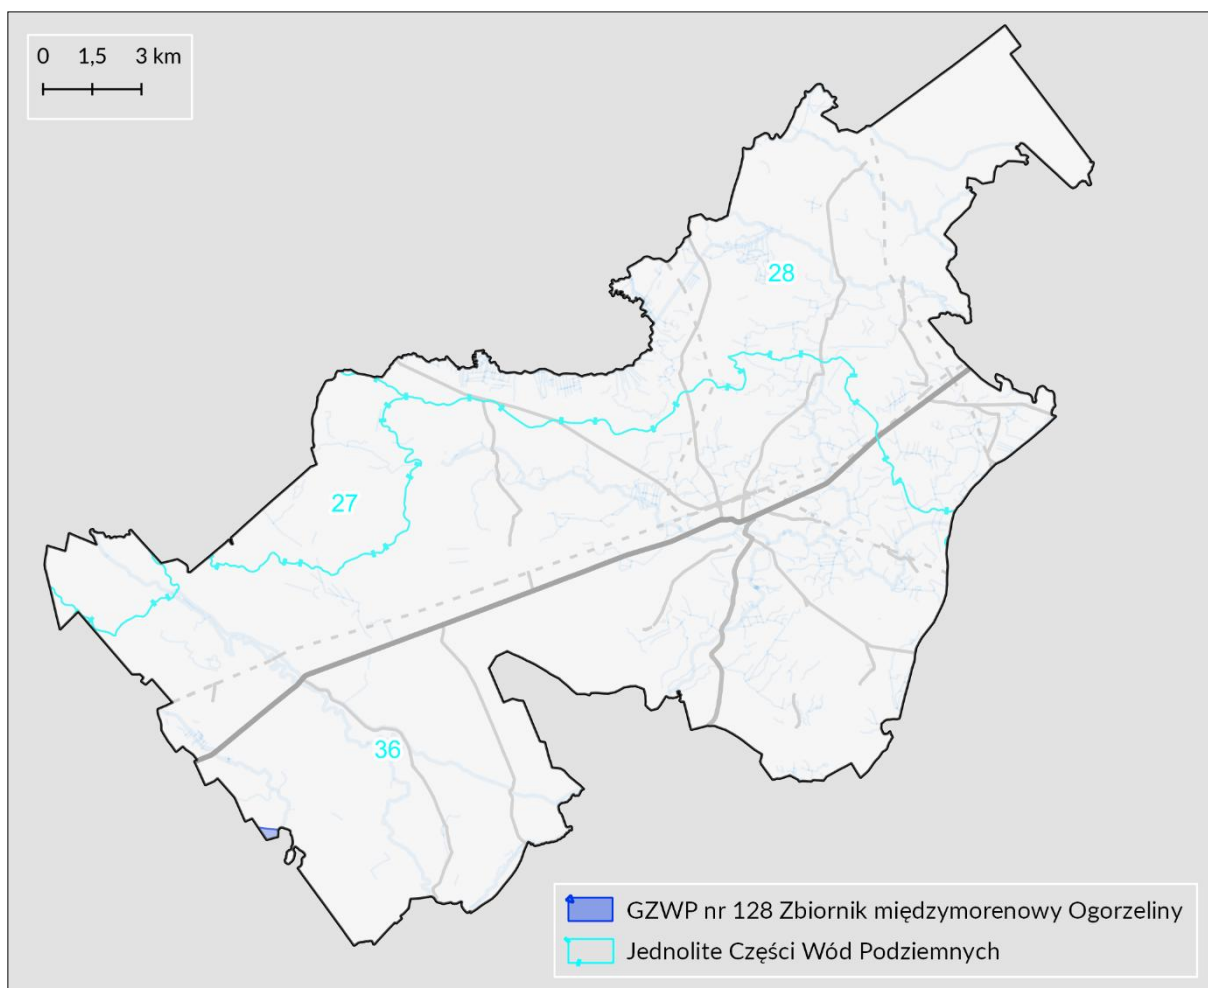 0 1,5 3 km
28
27
36
GZWP nr 128 Zbiornik międzymorenowy Ogorzeliny
Jednolite Części Wód Podziemnych